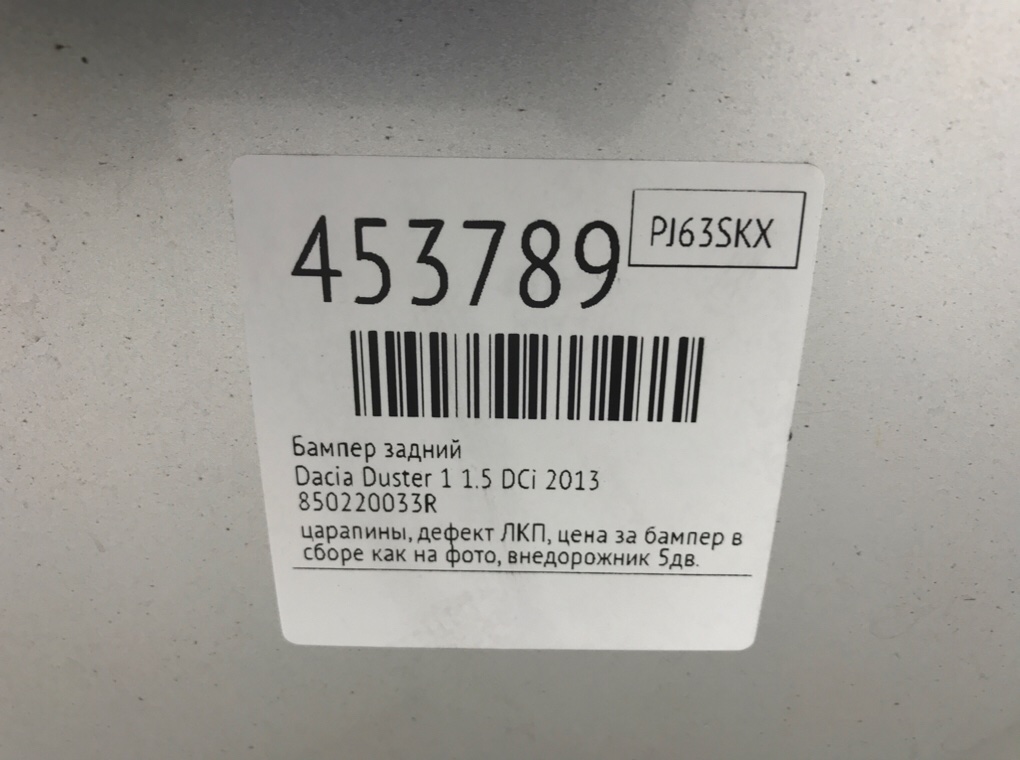 453789
PJ63SKX
Бампер задний
Dacia Duster 1 1.5 DCi 2013
850220033R
царапины, дефект ЛКП, цена за бампер в
сборе как на фото, внедорожник 5дв.